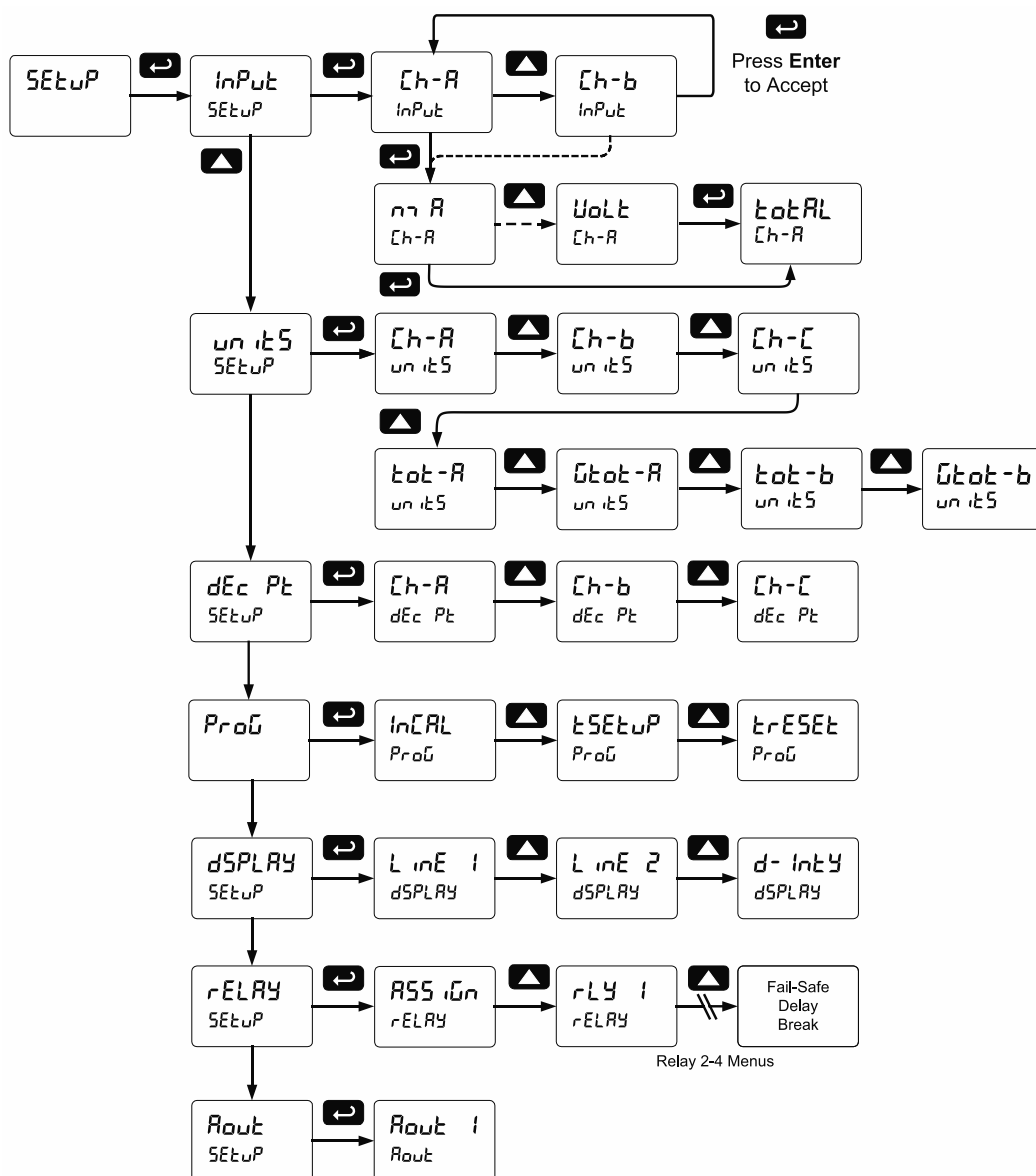 SEtuP
InPut
SEtuP
Ch-A
InPut
Ch-b
InPut
Press Enter
to Accept
mA
Ch-A
VoLt
Ch-A
totAL
Ch-A
unitS
SEtuP
Ch-A
unitS
Ch-b
unitS
Ch-C
unitS
tot-A
unitS
Gtot-A
unitS
tot-b
unitS
Gtot-b
unitS
dEc Pt
SEtuP
Ch-A
dEc Pt
Ch-b
dEc Pt
Ch-C
dEc Pt
ProG
InCAL
ProG
tSEtuP
ProG
trESEt
ProG
dSPLAY
SEtuP
LinE 1
dSPLAY
LinE 2
dSPLAY
d-IntY
dSPLAY
rELAY
SEtuP
ASSiGn
rELAY
rLY 1
rELAY
Fail-Safe
Delay
Break
Relay 2-4 Menus
Aout
SEtuP
Aout 1
Aout